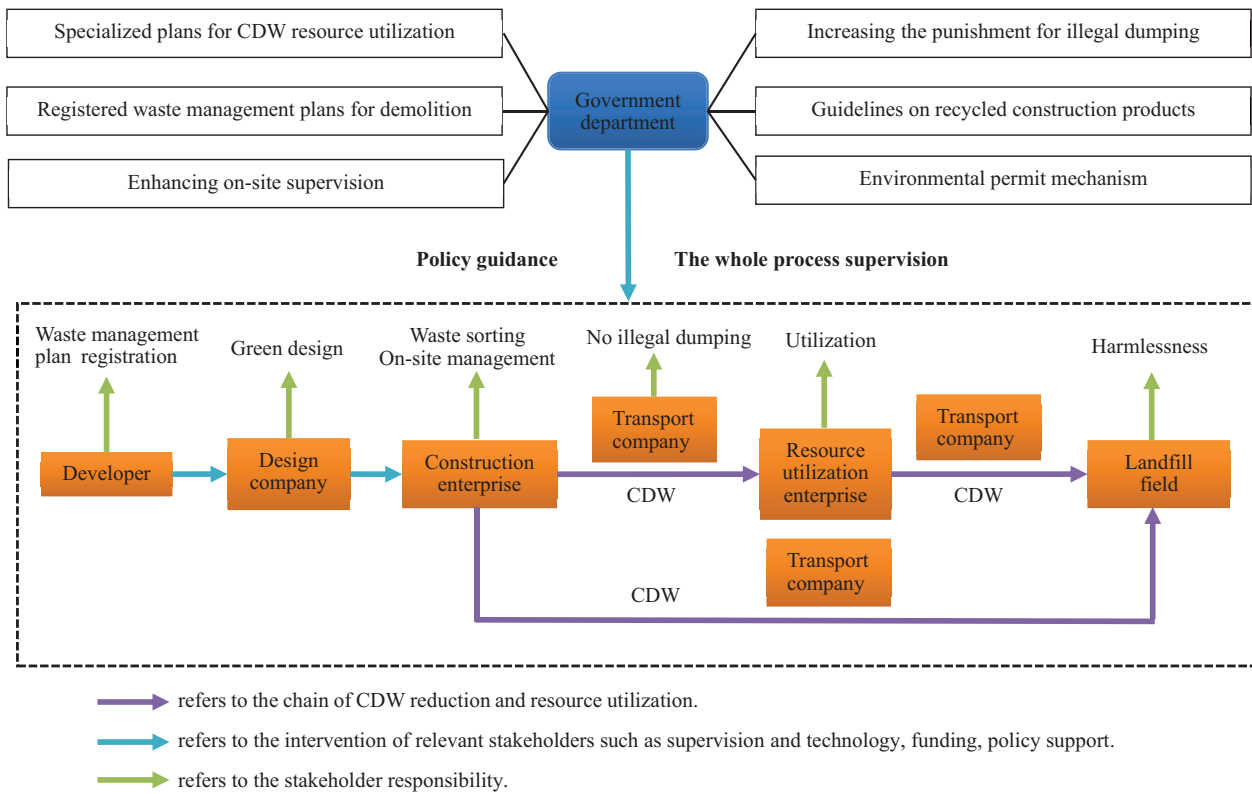 Specialized plans for CDW resource utilization
Increasing the punishment for illegal dumping
Government
department
Registered waste management plans for demolition
Guidelines on recycled construction products
Enhancing on-site supervision
Environmental permit mechanism
Policy guidance
The whole process supervision
Waste management
plan registration
Green design
Waste sorting
On-site management
No illegal dumping
Utilization
Harmlessness
Transport
company
Transport
company
Developer
Design
company
Construction
enterprise
Resource
utilization
enterprise
Landfill
field
CDW
CDW
Transport
company
CDW
refers to the chain of CDW reduction and resource utilization.
refers to the intervention of relevant stakeholders such as supervision and technology, funding, policy support.
refers to the stakeholder responsibility.